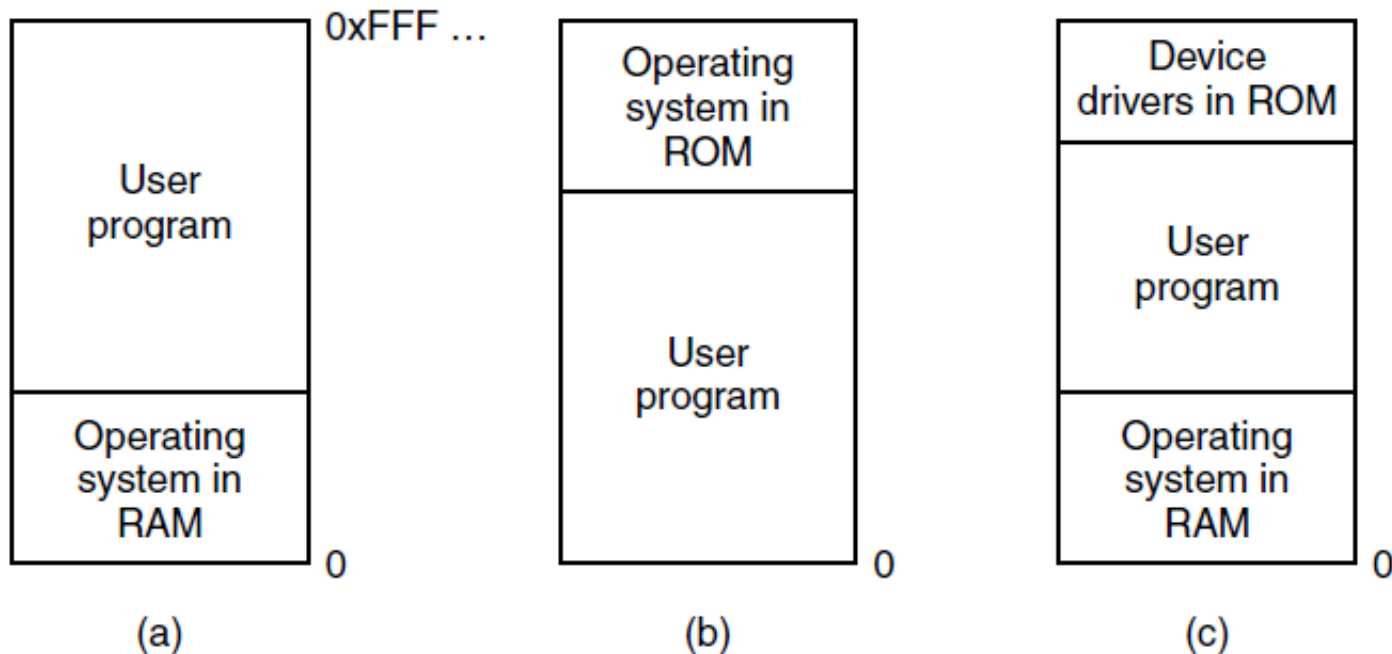 0xFFF ...
User
program
Operating
system in
RAM
0
(a)
Operating
system in
ROM
User
program
0
(b)
Device
drivers in ROM
User
program
Operating
system in
RAM
0
(c)